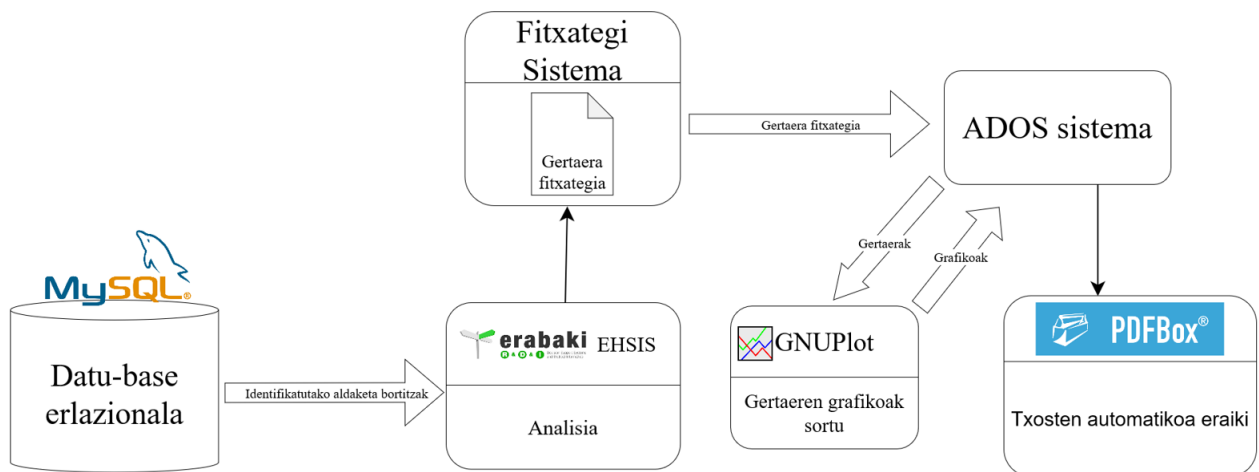 Fitxategi
Sistema
Gertaera
fitxategia
Gertaera fitxategia
ADOS sistema
Gertaerak
Grafikoak
MySQL®
Datu-base
erlazionala
Identifikatutako aldaketa bortitzak
erabaki EHSIS
Analisia
GNUPlot
Gertaeren grafikoak
sortu
PDFBox®
Txosten automatikoa eraiki